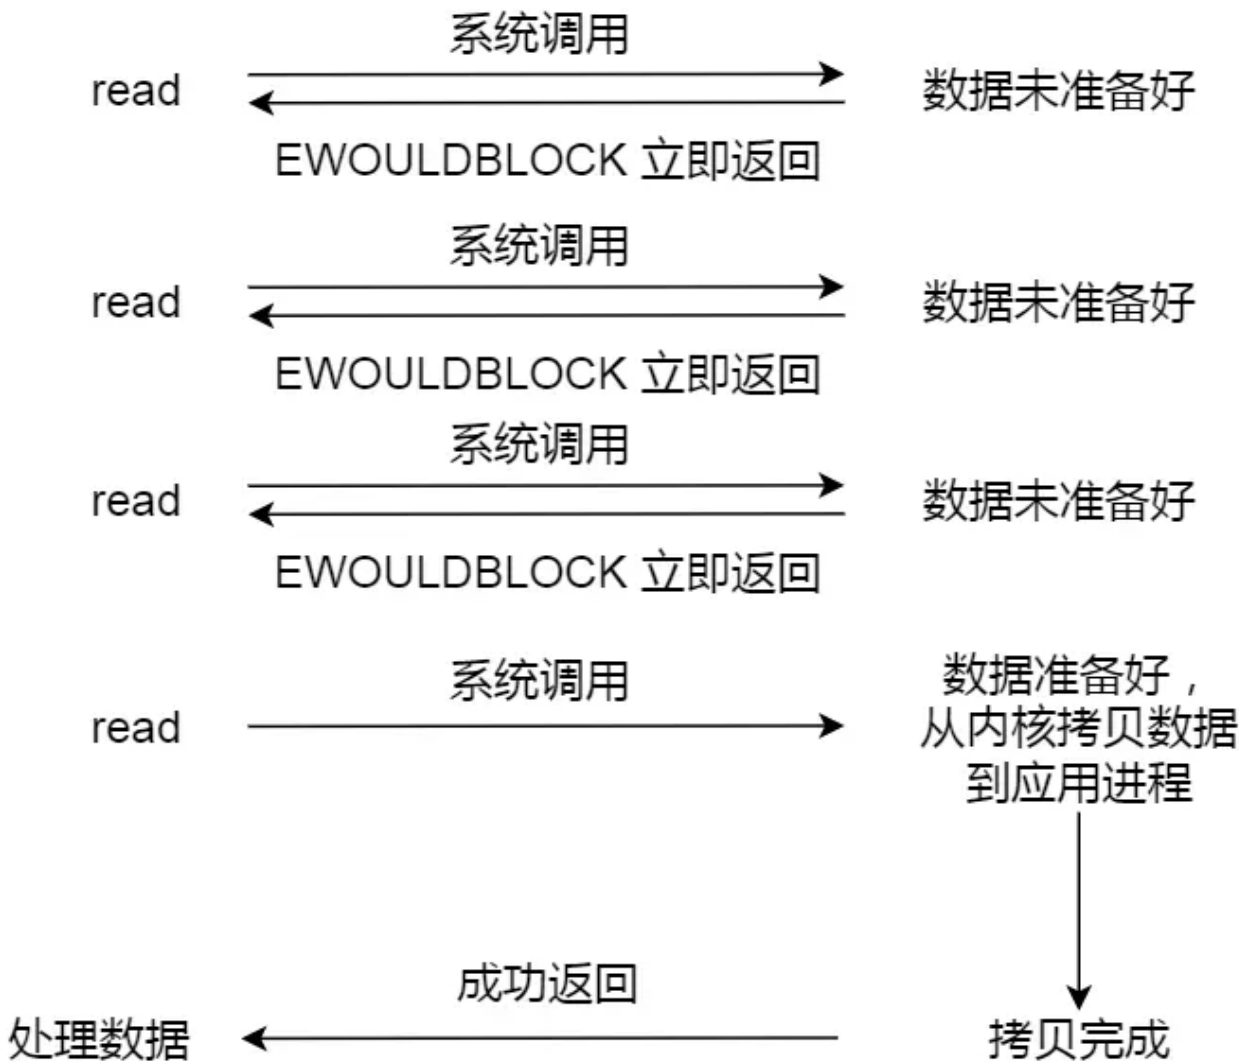 系统调用
read
数据未准备好
EWOULDBLOCK 立即返回
系统调用
read
数据未准备好
EWOULDBLOCK 立即返回
系统调用
read
数据未准备好
EWOULDBLOCK 立即返回
系统调用
read
数据准备好，
从内核拷贝数据
到应用进程
成功返回
处理数据
拷贝完成